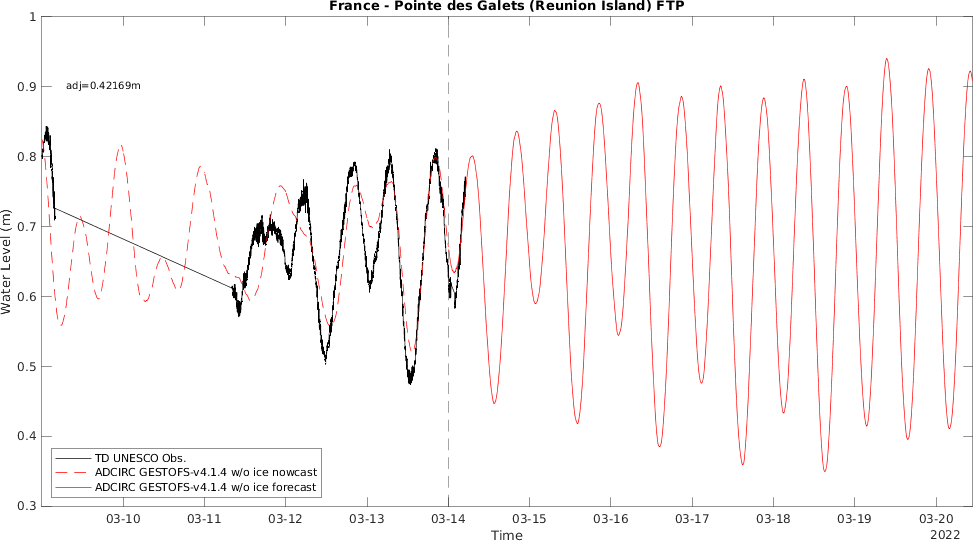 France - Pointe des Galets (Reunion Island) FTP
1
0.9
0.8
0.7
0.6
0.5
0.4
0.3
Water Level (m)
adj=0.42169m
TD UNESCO Obs.
ADCIRC GESTOFS-v4.1.4 w/o ice nowcast
ADCIRC GESTOFS-v4.1.4 w/o ice forecast
03-10 03-11 03-12 03-13 03-14 03-15 03-16 03-17 03-18 03-19 03-20
2022
Time